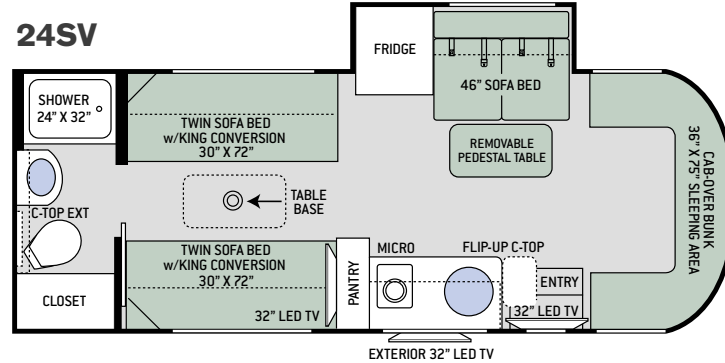 24SV
SHOWER
24" X 32"
C-TOP EXT
CLOSET
TWIN SOFA BED
w/KING CONVERSION
30" X 72"
TABLE
BASE
TWIN SOFA BED
w/KING CONVERSION
30" X 72"
32" LED TV
PANTRY
FRIDGE
46" SOFA BED
REMOVABLE
PEDESTAL TABLE
MICRO
FLIP-UP C-TOP
ENTRY
32" LED TV
EXTERIOR 32" LED TV
CAB-OVER BUNK
36" X 75" SLEEPING AREA